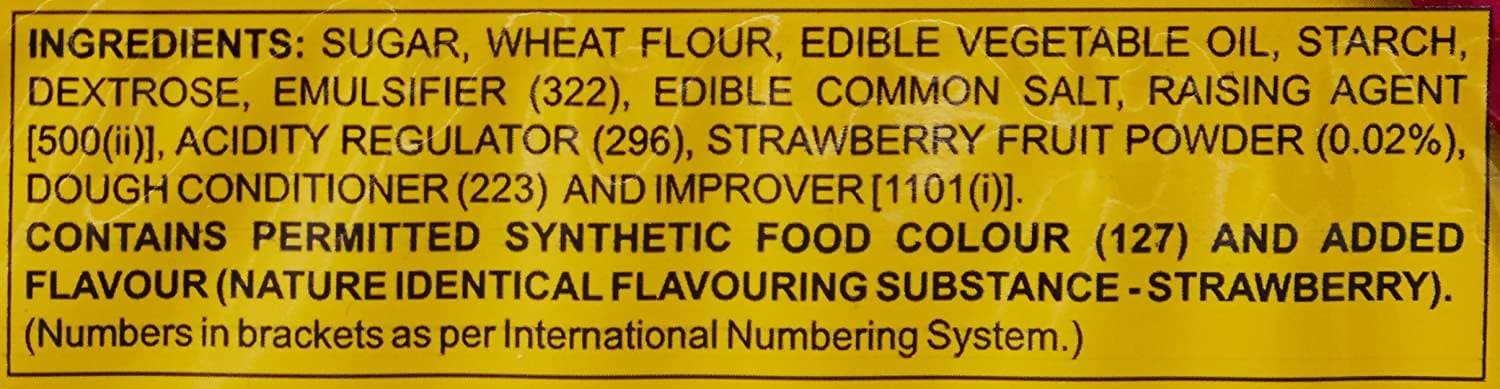 INGREDIENTS: SUGAR, WHEAT FLOUR, EDIBLE VEGETABLE OIL, STARCH,
DEXTROSE, EMULSIFIER (322), EDIBLE COMMON SALT, RAISING AGENT
[500(ii)], ACIDITY REGULATOR (296), STRAWBERRY FRUIT POWDER (0.02%),
DOUGH CONDITIONER (223) AND IMPROVER [1101(i)].
CONTAINS PERMITTED SYNTHETIC FOOD COLOUR (127) AND ADDED
FLAVOUR (NATURE IDENTICAL FLAVOURING SUBSTANCE - STRAWBERRY).
(Numbers in brackets as per International Numbering System.)